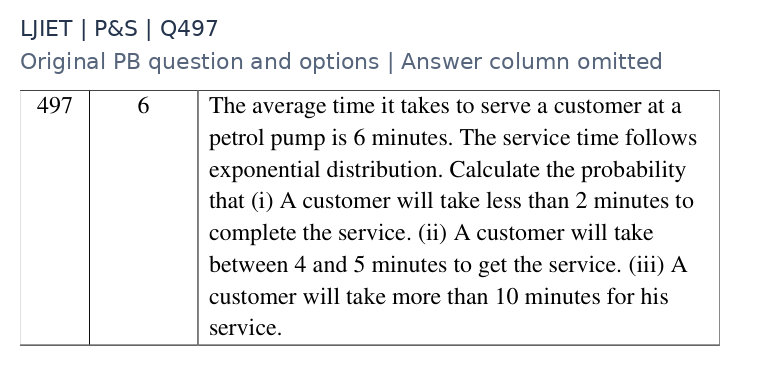 LJIET | P&S | Q497
Original PB question and options | Answer column omitted
497 6 The average time it takes to serve a customer at a
petrol pump is 6 minutes. The service time follows
exponential distribution. Calculate the probability
that (i) A customer will take less than 2 minutes to
complete the service. (ii) A customer will take
between 4 and 5 minutes to get the service. (iii) A
customer will take more than 10 minutes for his
service.